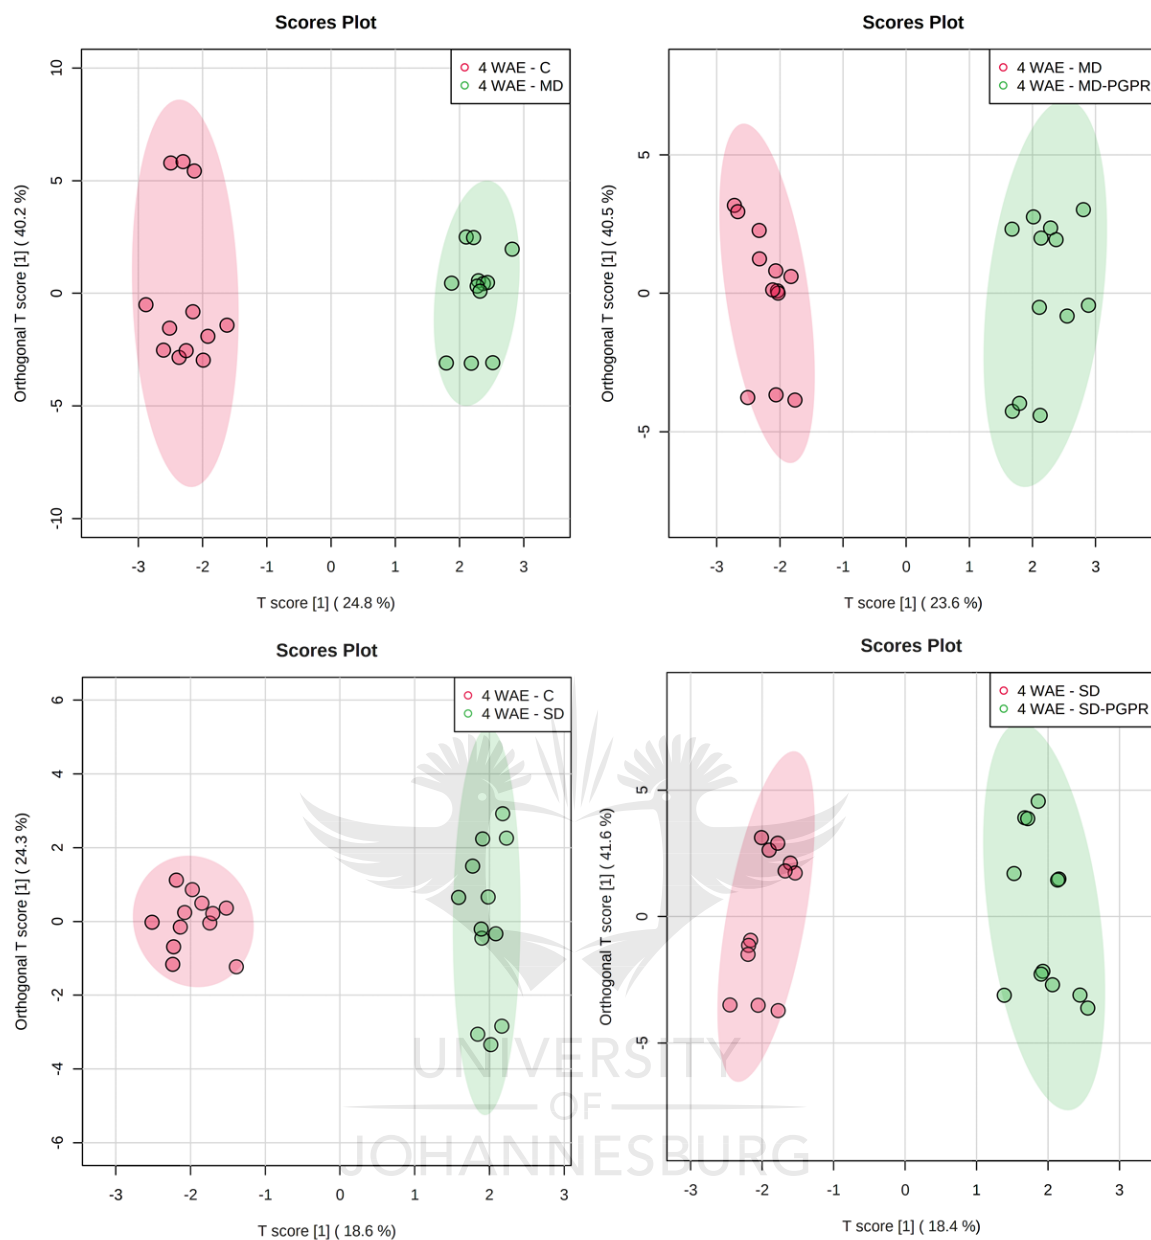 Scores Plot
4 WAE - C
4 WAE - MD
10
5
0
-5
-10
Orthogonal T score [1] ( 40.2 %)
-3 -2 -1 0 1 2 3
T score [1] ( 24.8 %)
Scores Plot
4 WAE - MD
4 WAE - MD-PGPR
5
0
-5
Orthogonal T score [1] ( 40.5 %)
-3 -2 -1 0 1 2 3
T score [1] ( 23.6 %)
Scores Plot
4 WAE - C
4 WAE - SD
6
4
2
0
-2
-4
-6
Orthogonal T score [1] ( 24.3 %)
-3 -2 -1 0 1 2 3
T score [1] ( 18.6 %)
Scores Plot
4 WAE - SD
4 WAE - SD-PGPR
5
0
-5
Orthogonal T score [1] ( 41.6 %)
-3 -2 -1 0 1 2 3
T score [1] ( 18.4 %)
UNIVERSITY
OF
JOHANNESBURG